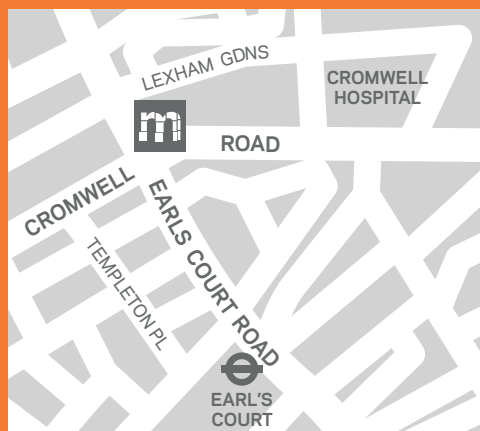 LEXHAM GDNS
CROMWELL
HOSPITAL
m
ROAD
CROMWELL
EARLS COURT ROAD
TEMPLETON PL
EARL'S
COURT